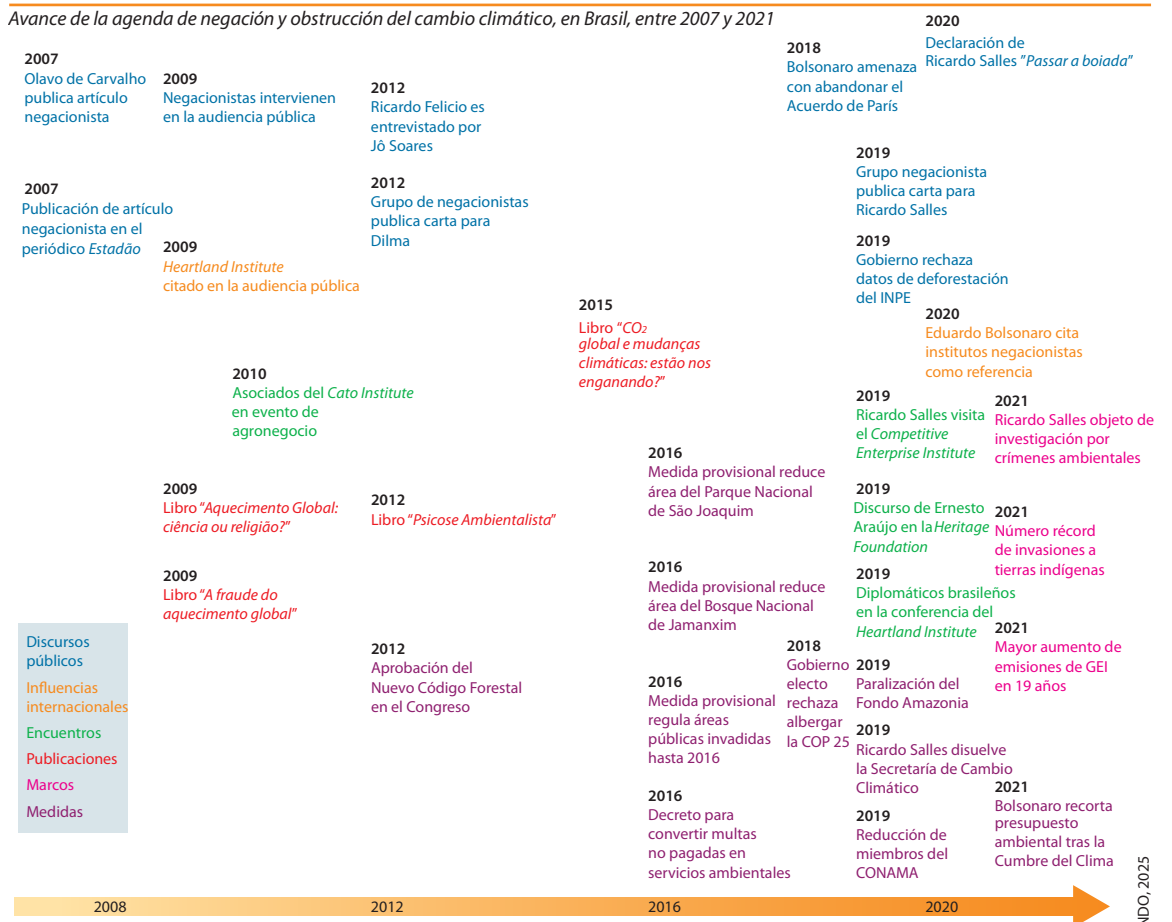 Avance de la agenda de negación y obstrucción del cambio climático, en Brasil, entre 2007 y 2021
2007
Olavo de Carvalho
publica artículo
negacionista
2007
Publicación de artículo
negacionista en el
periódico Estadão
2009
Negacionistas intervienen
en la audiencia pública
2009
Heartland Institute
citado en la audiencia pública
2010
Asociados del Cato Institute
en evento de
agronegocio
2009
Libro “Aquecimento Global:
ciência ou religião?”
2009
Libro “A fraude do
aquecimento global”
2012
Ricardo Felicio es
entrevistado por
Jô Soares
2012
Grupo de negacionistas
publica carta para
Dilma
2012
Libro “Psicose Ambientalista”
2012
Aprobación del
Nuevo Código Forestal
en el Congreso
2015
Libro “CO2
global e mudanças
climáticas: estão nos
enganando?”
2016
Medida provisional reduce
área del Parque Nacional
de São Joaquim
2016
Medida provisional reduce
área del Bosque Nacional
de Jamanxim
2016
Medida provisional
regula áreas
públicas invadidas
hasta 2016
2016
Decreto para
convertir multas
no pagadas en
servicios ambientales
2018
Bolsonaro amenaza
con abandonar el
Acuerdo de París
2018
Gobierno
electo
rechaza
albergar
la COP 25
2019
Grupo negacionista
publica carta para
Ricardo Salles
2019
Gobierno rechaza
datos de deforestación
del INPE
2019
Ricardo Salles visita
el Competitive
Enterprise Institute
2019
Discurso de Ernesto
Araújo en la Heritage
Foundation
2019
Diplomáticos brasileños
en la conferencia del
Heartland Institute
2019
Paralización del
Fondo Amazonia
2019
Ricardo Salles disuelve
la Secretaría de Cambio
Climático
2019
Reducción de
miembros del
CONAMA
2020
Declaración de
Ricardo Salles "Passar a boiada”
2020
Eduardo Bolsonaro cita
institutos negacionistas
como referencia
2021
Ricardo Salles objeto de
investigación por
crímenes ambientales
2021
Número récord
de invasiones a
tierras indígenas
2021
Mayor aumento de
emisiones de GEI
en 19 años
2021
Bolsonaro recorta
presupuesto
ambiental tras la
Cumbre del Clima
Discursos
públicos
Influencias
internacionales
Encuentros
Publicaciones
Marcos
Medidas
2008
2012
2016
2020
2025